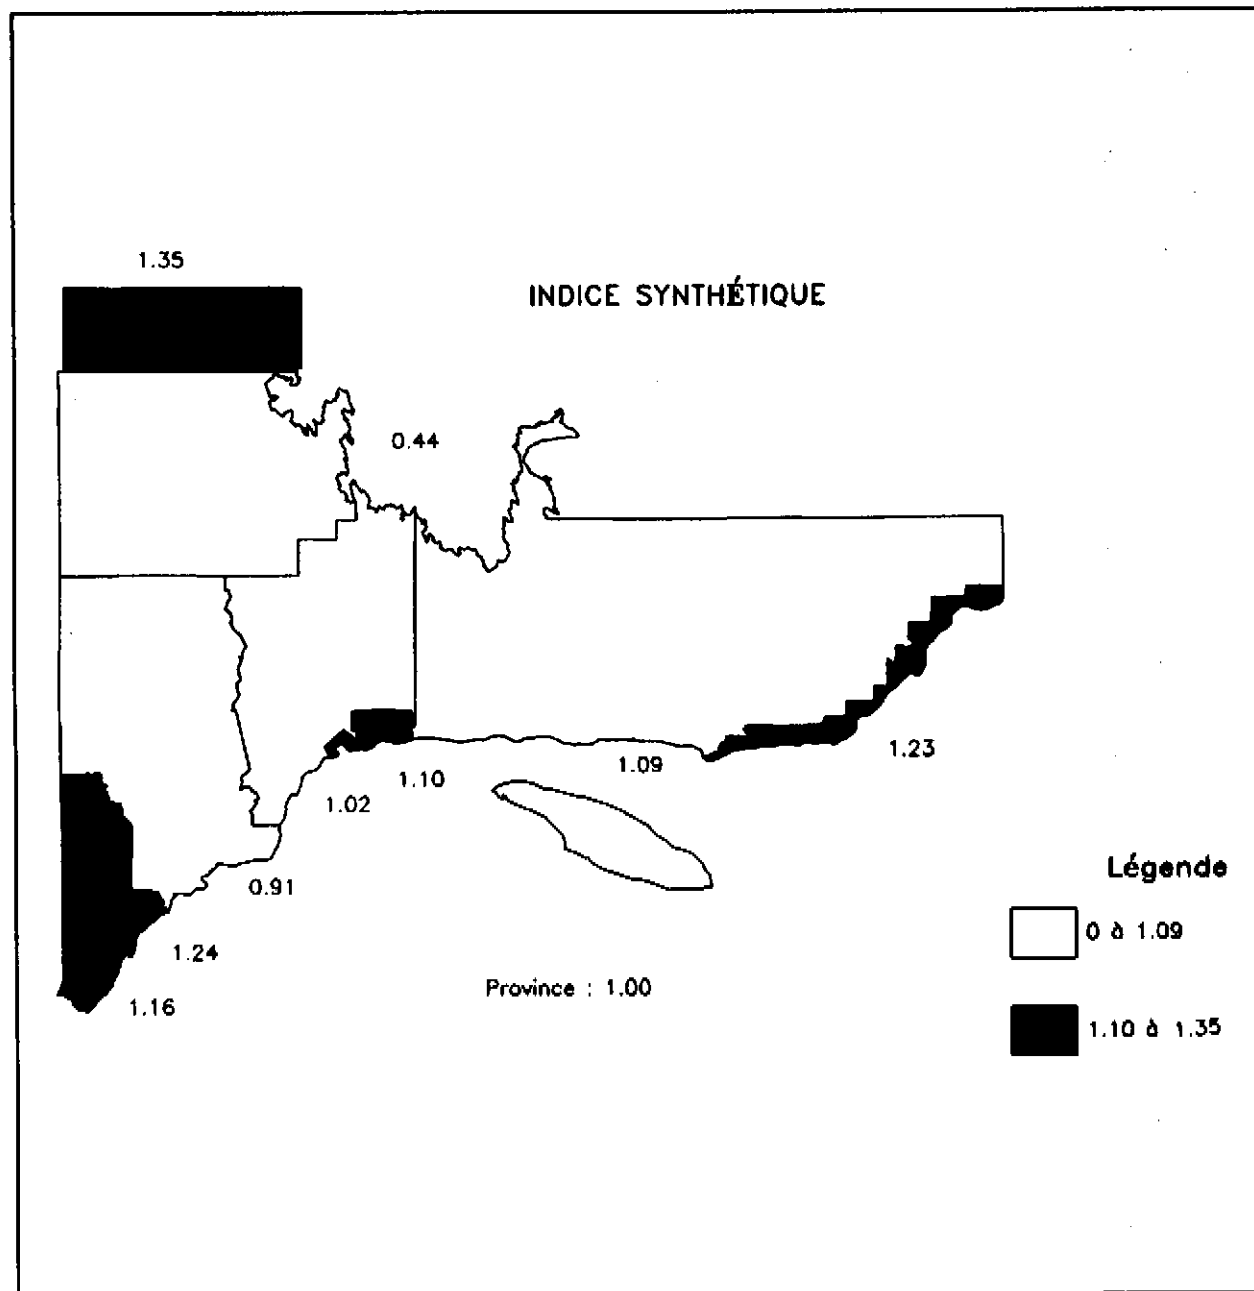 1.35
INDICE SYNTHÉTIQUE
0.44
1.23
1.09
1.10
1.02
0.91
Légende
0 à 1.09
1.24
Province : 1.00
1.16
1.10 à 1.35